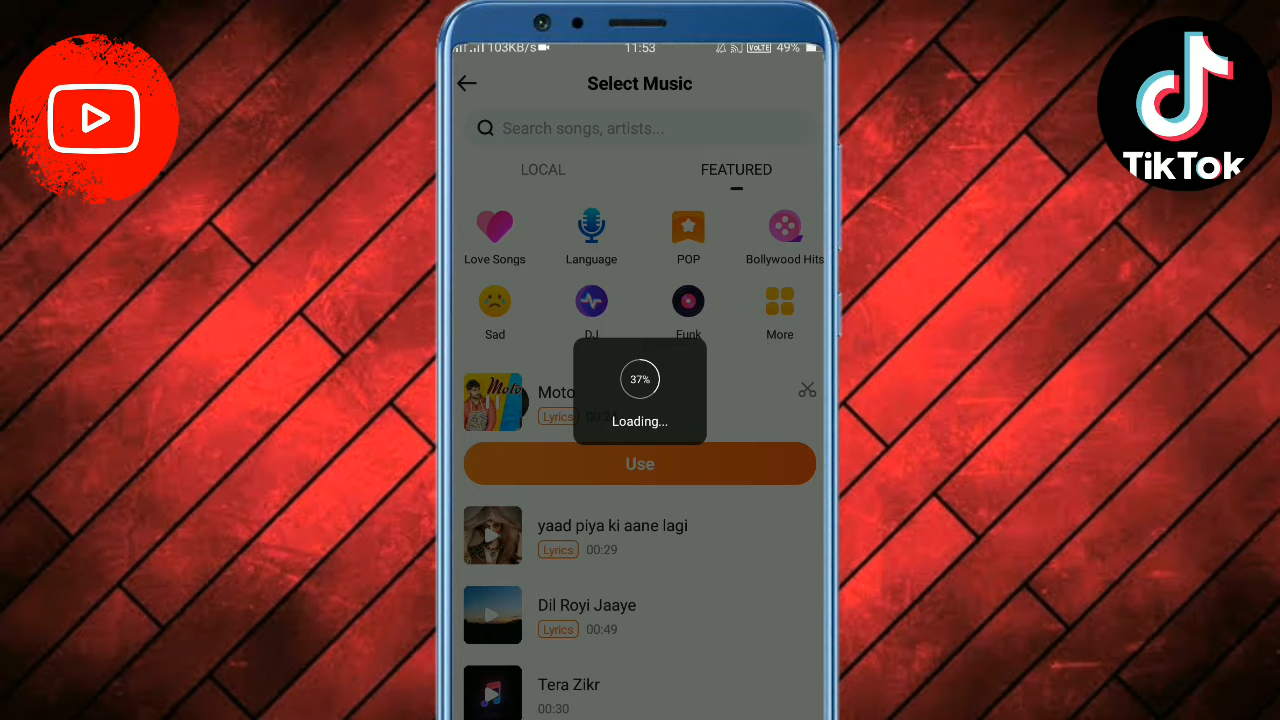 103KB/s
11:53
VoLTE 49%
Select Music
Search songs, artists...
LOCAL
FEATURED
Love Songs
Language
POP
Bollywood Hits
Sad
DJ
Funk
More
Moto
Moto
Lyrics
37%
Loading...
Use
yaad piya ki aane lagi
Lyrics 00:29
Dil Royi Jaaye
Lyrics 00:49
Tera Zikr
00:30
TikTok